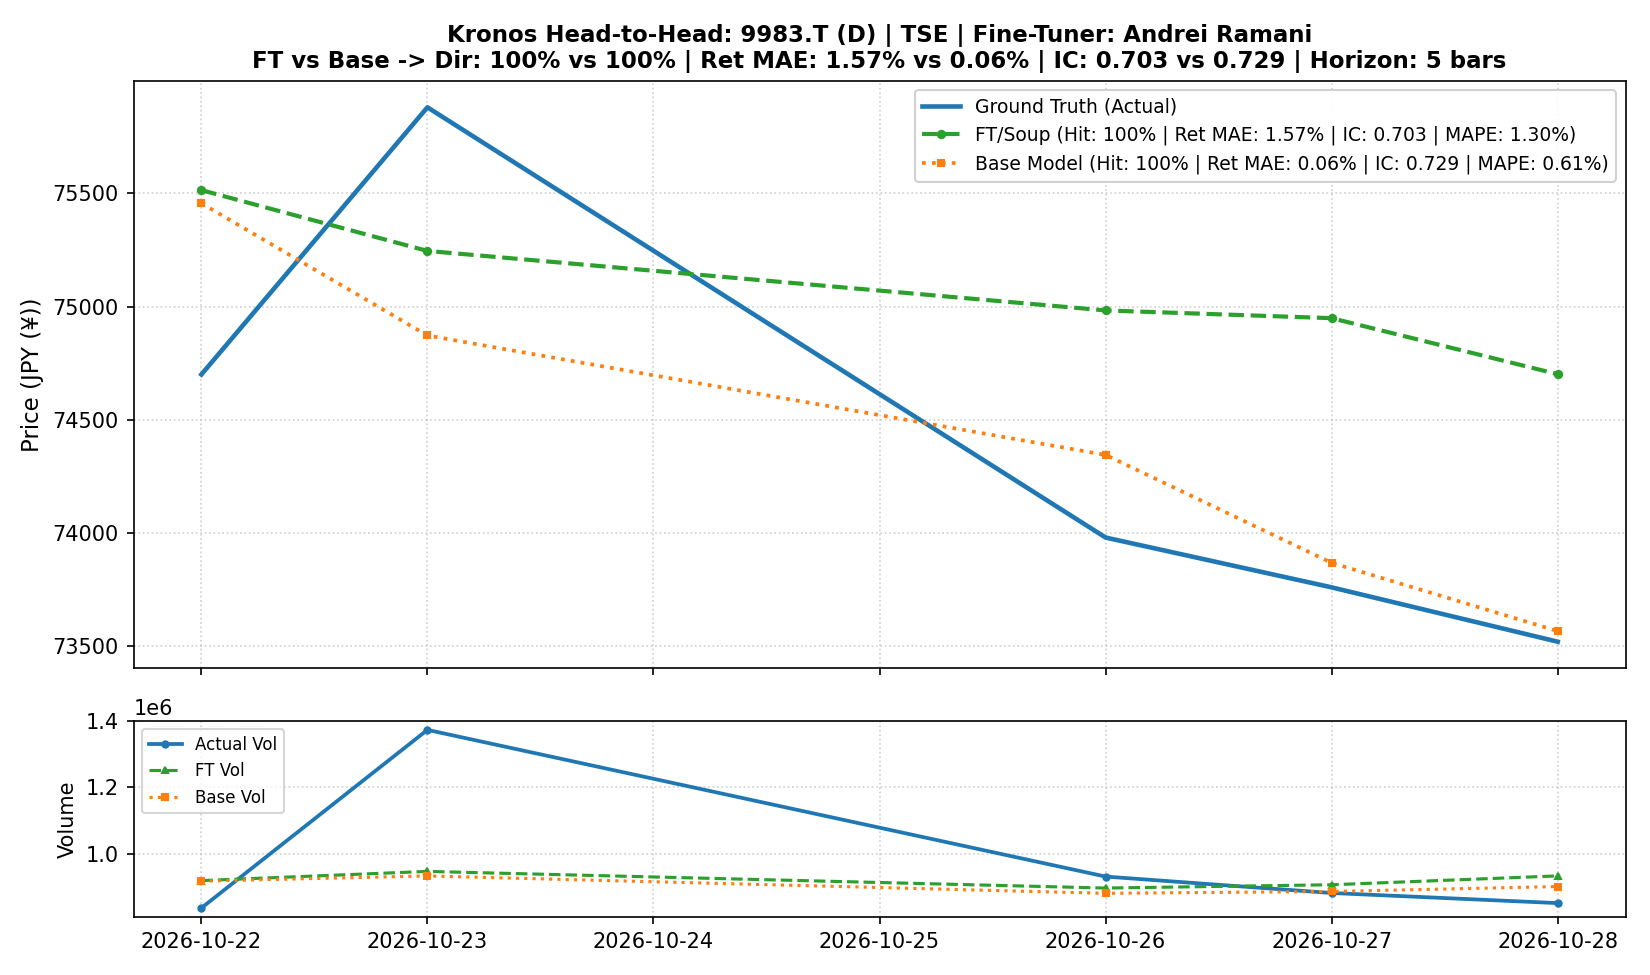 Kronos Head-to-Head: 9983.T (D) | TSE | Fine-Tuner: Andrei Ramani
FT vs Base -> Dir: 100% vs 100% | Ret MAE: 1.57% vs 0.06% | IC: 0.703 vs 0.729 | Horizon: 5 bars
Ground Truth (Actual)
FT/Soup (Hit: 100% | Ret MAE: 1.57% | IC: 0.703 | MAPE: 1.30%)
Base Model (Hit: 100% | Ret MAE: 0.06% | IC: 0.729 | MAPE: 0.61%)
Price (JPY (¥))
75500
75000
74500
74000
73500
1e6
Volume
1.4
1.2
1.0
Actual Vol
FT Vol
Base Vol
2026-10-22
2026-10-23
2026-10-24
2026-10-25
2026-10-26
2026-10-27
2026-10-28